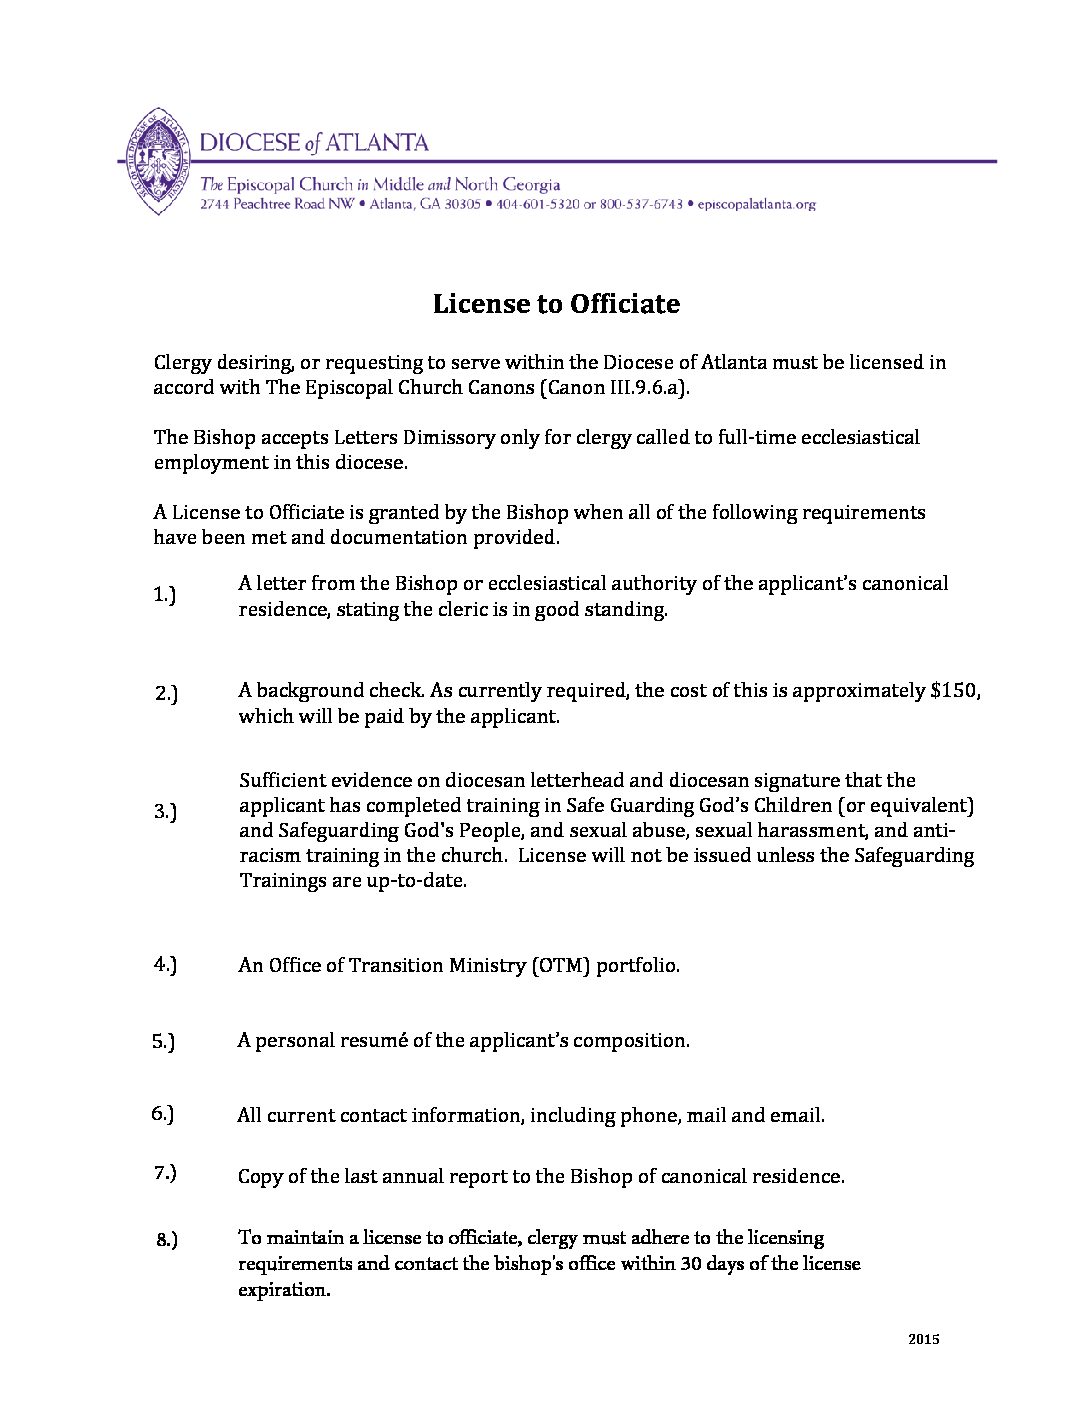 DIOCESE of ATLANTA
The Episcopal Church in Middle and North Georgia
2744 Peachtree Road NW • Atlanta, GA 30305 • 404-601-5320 or 800-537-6743 • episcopalatlanta.org
License to Officiate
Clergy desiring, or requesting to serve within the Diocese of Atlanta must be licensed in
accord with The Episcopal Church Canons (Canon III.9.6.a).
The Bishop accepts Letters Dimissory only for clergy called to full-time ecclesiastical
employment in this diocese.
A License to Officiate is granted by the Bishop when all of the following requirements
have been met and documentation provided.
1.) A letter from the Bishop or ecclesiastical authority of the applicant’s canonical
residence, stating the cleric is in good standing.
2.) A background check. As currently required, the cost of this is approximately $150,
which will be paid by the applicant.
Sufficient evidence on diocesan letterhead and diocesan signature that the
3.) applicant has completed training in Safe Guarding God’s Children (or equivalent)
and Safeguarding God's People, and sexual abuse, sexual harassment, and anti-
racism training in the church.  License will not be issued unless the Safeguarding
Trainings are up-to-date.
4.) An Office of Transition Ministry (OTM) portfolio.
5.) A personal resumé of the applicant’s composition.
6.) All current contact information, including phone, mail and email.
7.) Copy of the last annual report to the Bishop of canonical residence.
8.) To maintain a license to officiate, clergy must adhere to the licensing
requirements and contact the bishop's office within 30 days of the license
expiration.
2015